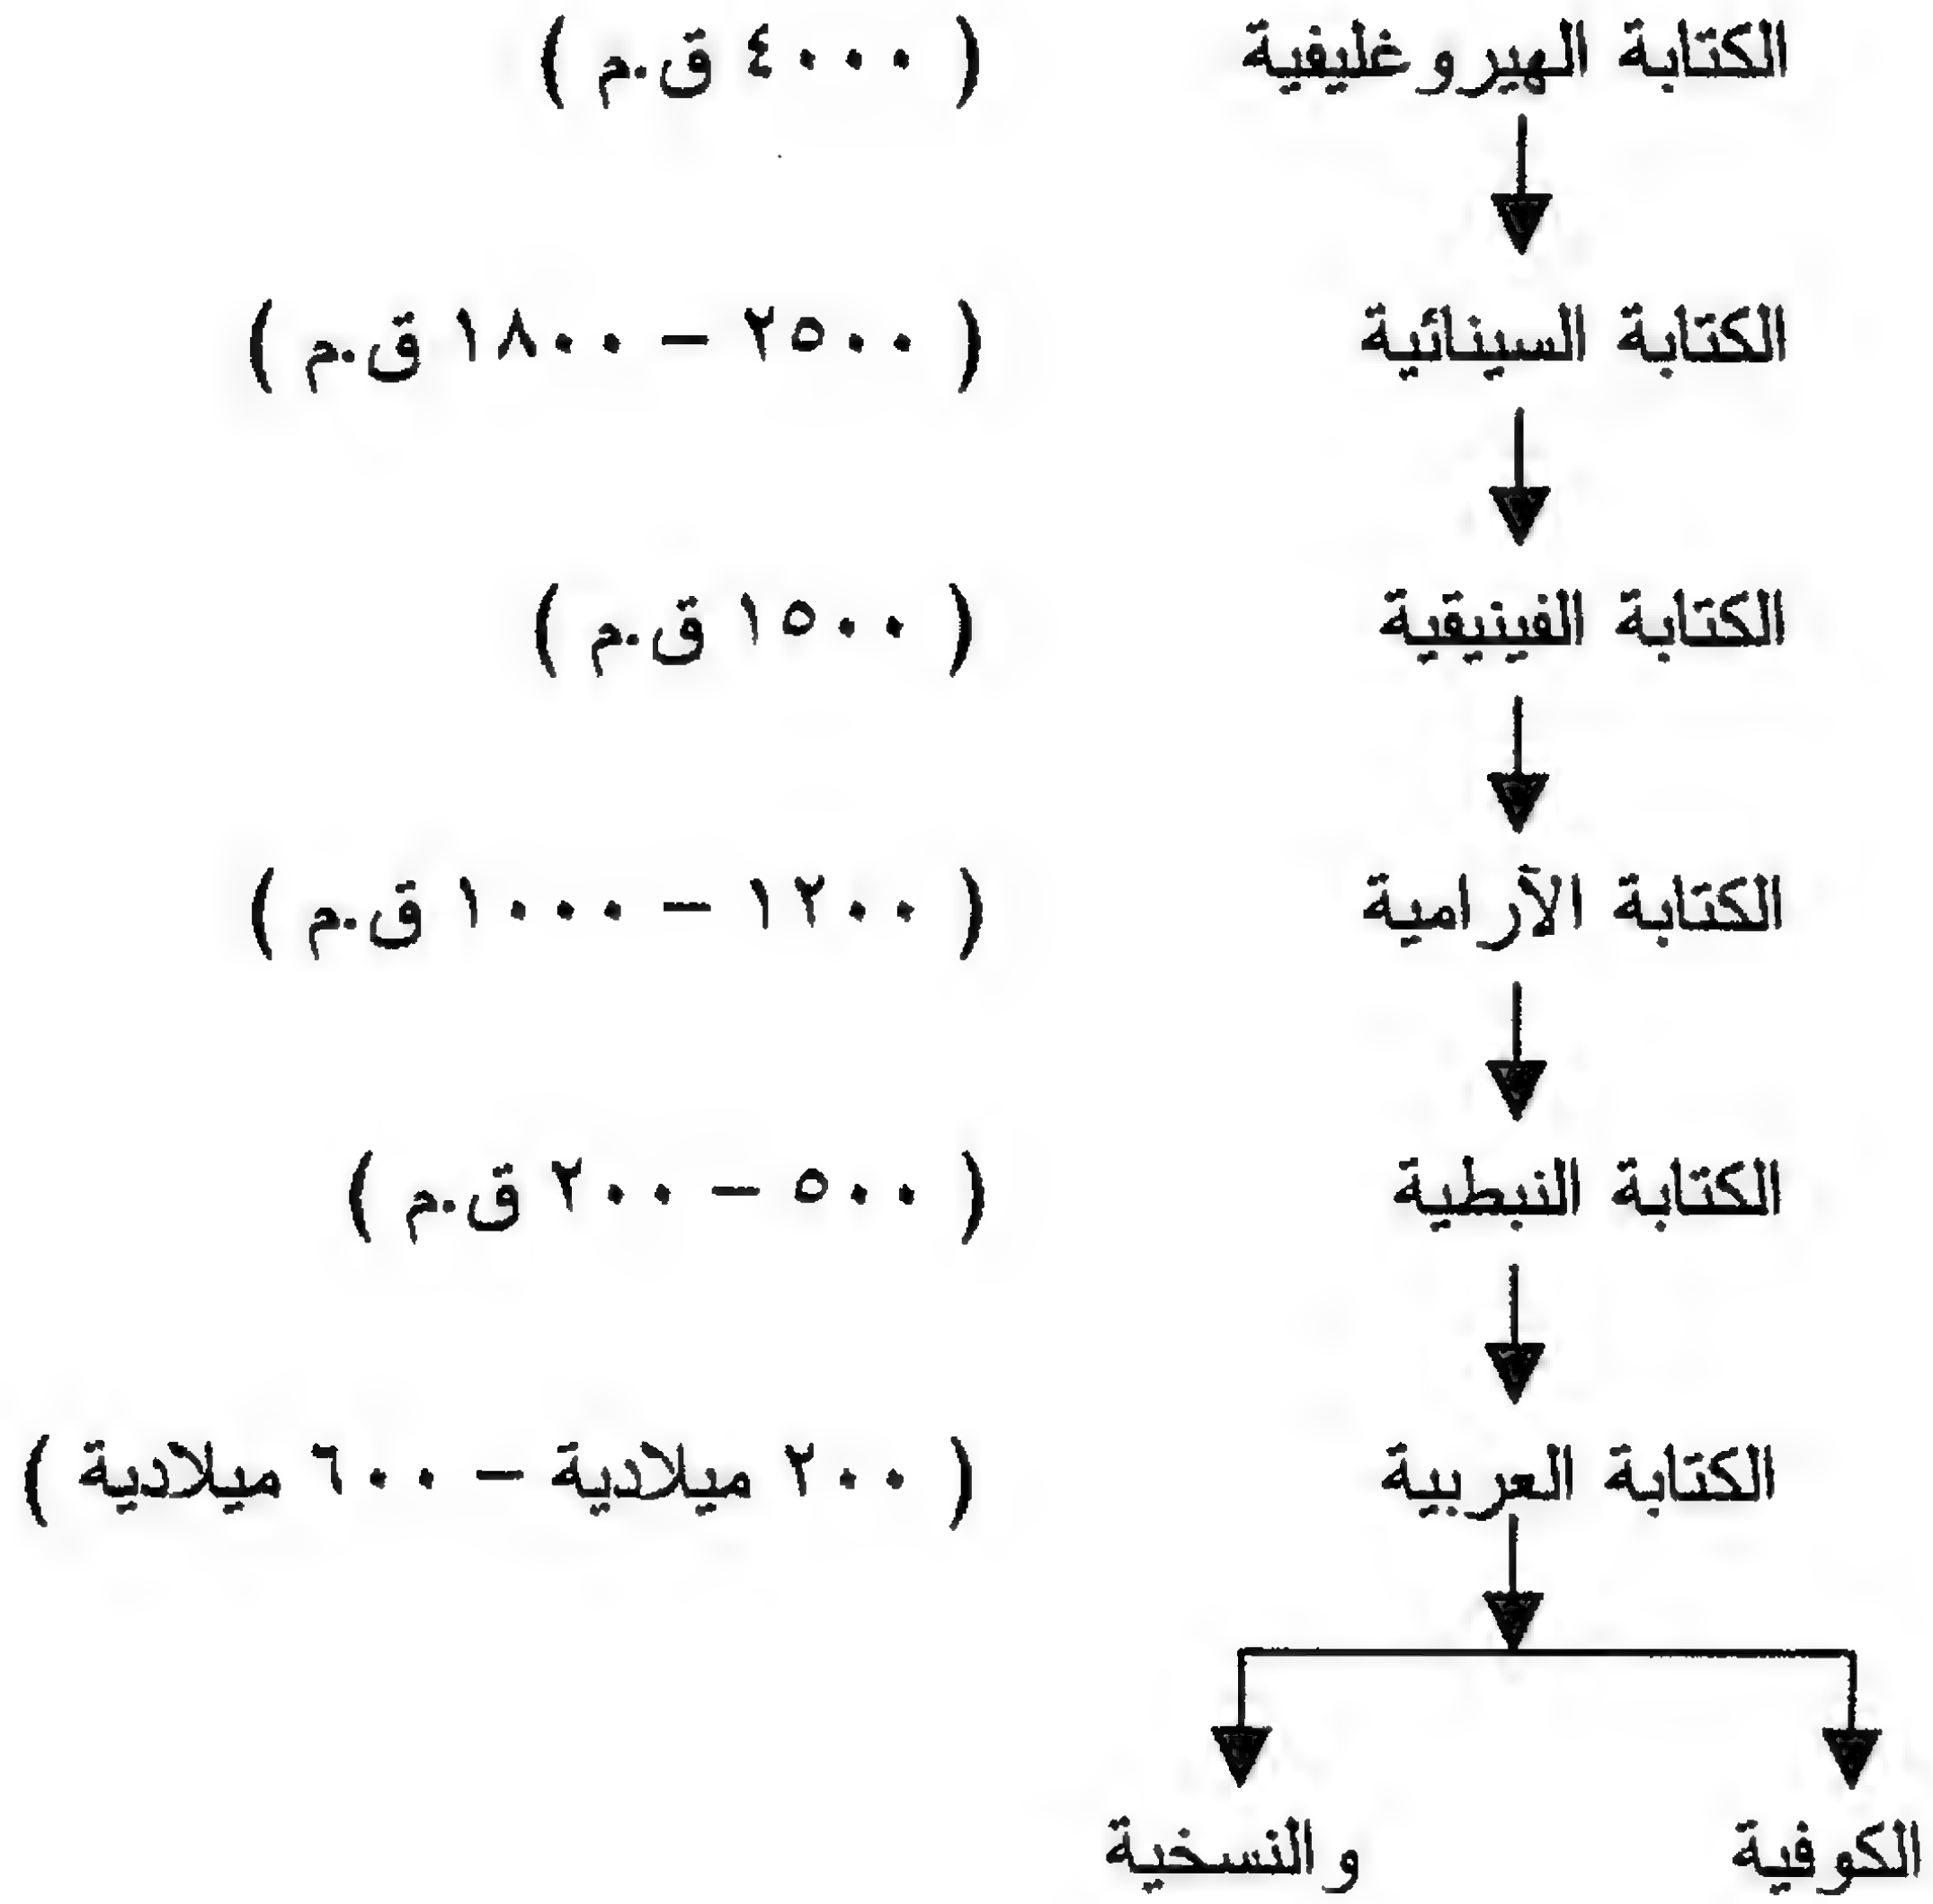 الكتابة الهيروغليفية ( ٤٠٠٠ ق.م )
الكتابة السينائية ( ٢٥٠٠ – ١٨٠٠ ق.م )
الكتابة الفينيقية ( ١٥٠٠ ق.م )
الكتابة الآرامية ( ١٢٠٠ – ١٠٠٠ ق.م )
الكتابة النبطية ( ٥٠٠ – ٢٠٠ ق.م )
الكتابة العربية ( ٢٠٠ ميلادية – ٦٠٠ ميلادية )
الكوفية والنسخية